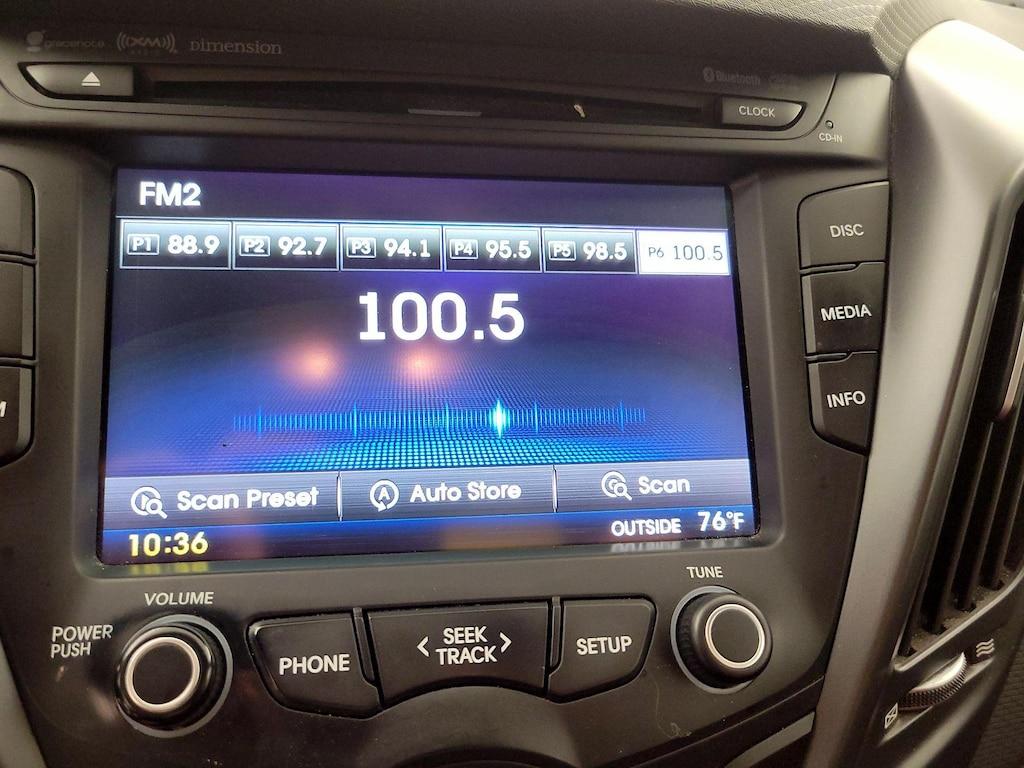 gracenote XM Dimension
Bluetooth
CLOCK
CD-IN
FM2
P1 88.9 P2 92.7 P3 94.1 P4 95.5 P5 98.5 P6 100.5
100.5
DISC
MEDIA
INFO
Scan Preset Auto Store Scan
10:36 OUTSIDE 76°F
VOLUME
TUNE
POWER
PUSH
PHONE
SEEK
TRACK
SETUP